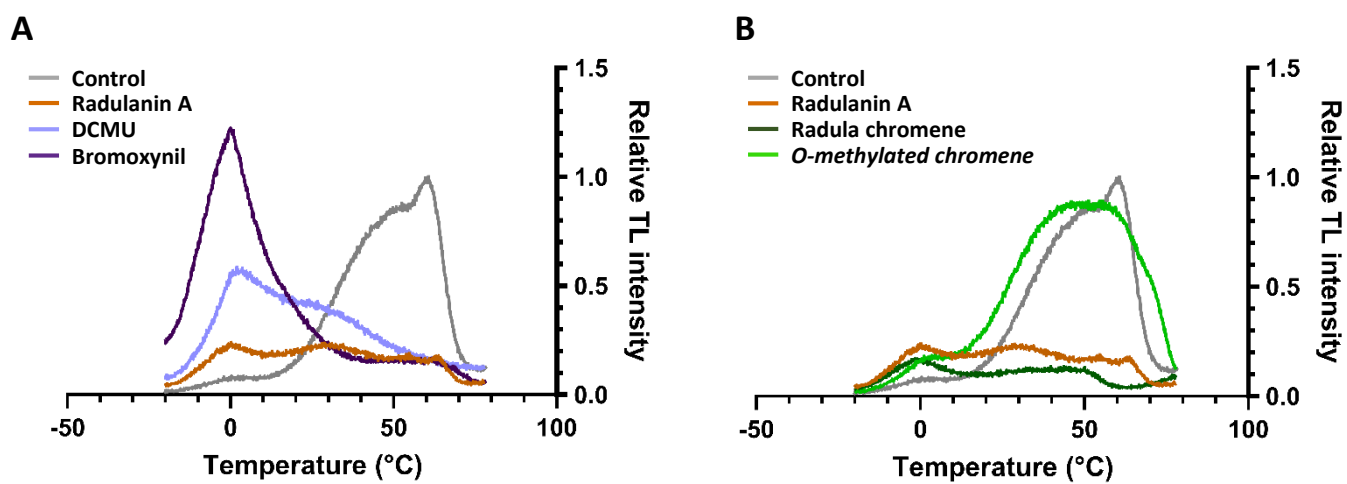 A
Control
Radulanin A
DCMU
Bromoxynil
1.5
1.0
0.5
0.0
Relative TL intensity
-50
0
50
100
Temperature (°C)
B
Control
Radulanin A
Radula chromene
O-methylated chromene
1.5
1.0
0.5
0.0
Relative TL intensity
-50
0
50
100
Temperature (°C)